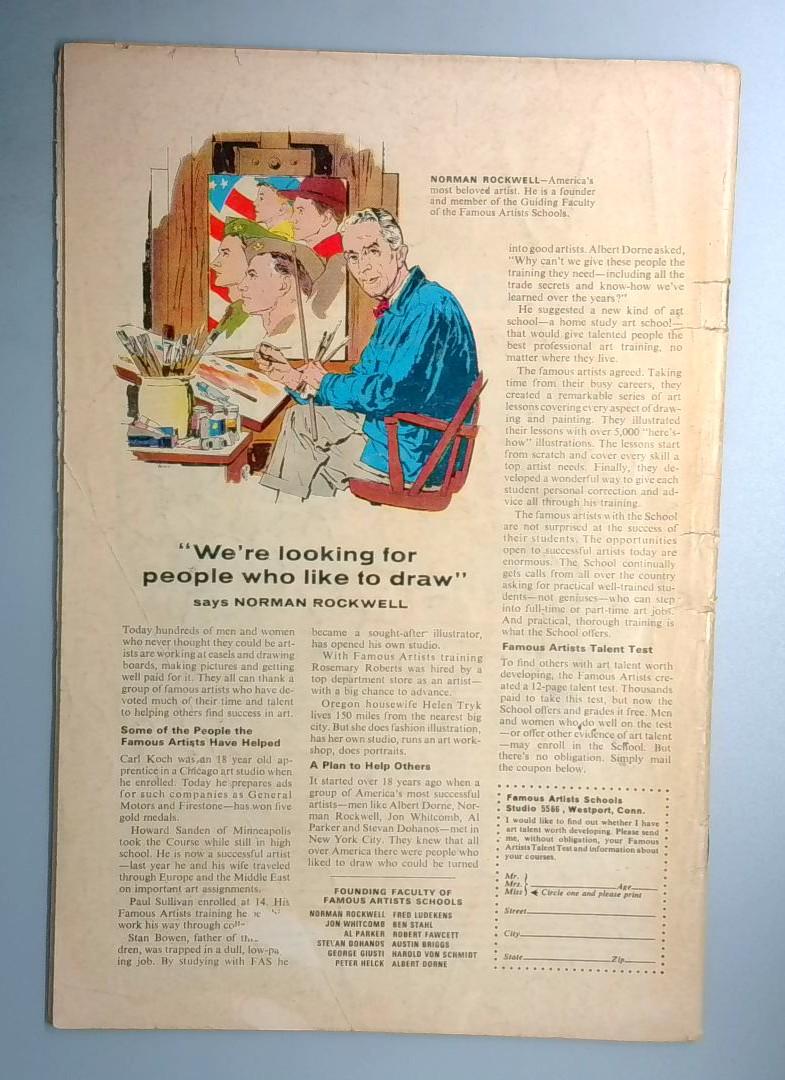 NORMAN ROCKWELL—America's
most beloved artist. He is a founder
and member of the Guiding Faculty
of the Famous Artists Schools.
"We're looking for
people who like to draw"
says NORMAN ROCKWELL
Today hundreds of men and women
who never thought they could be art-
ists are working at easels and drawing
boards, making pictures and getting
well paid for it. They all can thank a
group of famous artists who have de-
voted much of their time and talent
to helping others find success in art.
Some of the People the
Famous Artists Have Helped
Carl Koch was an 18 year old ap-
prentice in a Chicago art studio when
he enrolled. Today he prepares ads
for such companies as General
Motors and Firestone—has won five
gold medals.
Howard Sanden of Minneapolis
took the Course while still in high
school. He is now a successful artist
—last year he and his wife traveled
through Europe and the Middle East
on important art assignments.
Paul Sullivan enrolled at 14. His
Famous Artists training he
work his way through
Stan Bowen, father of
dren, was trapped in a dull, low-pa
ing job. By studying with FAS he
became a sought-after illustrator,
has opened his own studio.
With Famous Artists training
Rosemary Roberts was hired by a
top department store as an artist—
with a big chance to advance.
Oregon housewife Helen Tryk
lives 150 miles from the nearest big
city. But she does fashion illustration,
has her own studio, runs an art work-
shop, does portraits.
A Plan to Help Others
It started over 18 years ago when a
group of America's most successful
artists—men like Albert Dorne, Nor-
man Rockwell, Jon Whitcomb, Al
Parker and Stevan Dohanos—met in
New York City. They knew that all
over America there were people who
liked to draw who could be turned
FOUNDING FACULTY OF
FAMOUS ARTISTS SCHOOLS
NORMAN ROCKWELL FRED LUDEKENS
JON WHITCOMB BEN STAHL
AL PARKER ROBERT FAWCETT
STEVAN DOHANOS AUSTIN BRIGGS
GEORGE GIUSTI HAROLD VON SCHMIDT
PETER HELCK ALBERT DORNE
into good artists. Albert Dorne asked,
"Why can't we give these people the
training they need—including all the
trade secrets and know-how we've
learned over the years?"
He suggested a new kind of art
school—a home study art school—
that would give talented people the
best professional art training, no
matter where they live.
The famous artists agreed. Taking
time from their busy careers, they
created a remarkable series of art
lessons covering every aspect of draw-
ing and painting. They illustrated
their lessons with over 5,000 "here's-
how" illustrations. The lessons start
from scratch and cover every skill a
top artist needs. Finally, they de-
veloped a wonderful way to give each
student personal correction and ad-
vice all through his training.
The famous artists with the School
are not surprised at the success of
their students. The opportunities
open to successful artists today are
enormous. The School continually
gets calls from all over the country
asking for practical well-trained stu-
dents—not geniuses—who can step
into full-time or part-time art jobs.
And practical, thorough training is
what the School offers.
Famous Artists Talent Test
To find others with art talent worth
developing, the Famous Artists cre-
ated a 12-page talent test. Thousands
paid to take this test, but now the
School offers and grades it free. Men
and women who do well on the test
—or offer other evidence of art talent
—may enroll in the School. But
there's no obligation. Simply mail
the coupon below.
Famous Artists Schools
Studio 5566, Westport, Conn.
I would like to find out whether I have
art talent worth developing. Please send
me, without obligation, your Famous
Artists Talent Test and information about
your courses.
Mr.
Mrs. Age
Miss Circle one and please print
Street
City
State Zip